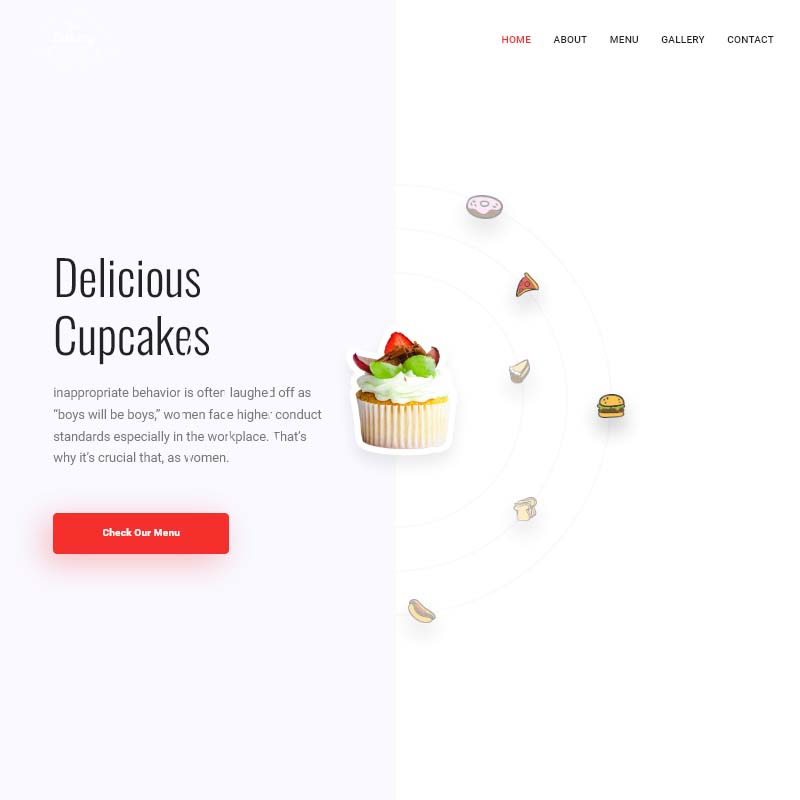 HOME ABOUT MENU GALLERY CONTACT
Delicious
Cupcakes
inappropriate behavior is often laughed off as
“boys will be boys,” women face higher conduct
standards especially in the workplace. That’s
why it’s crucial that, as women.
Check Our Menu